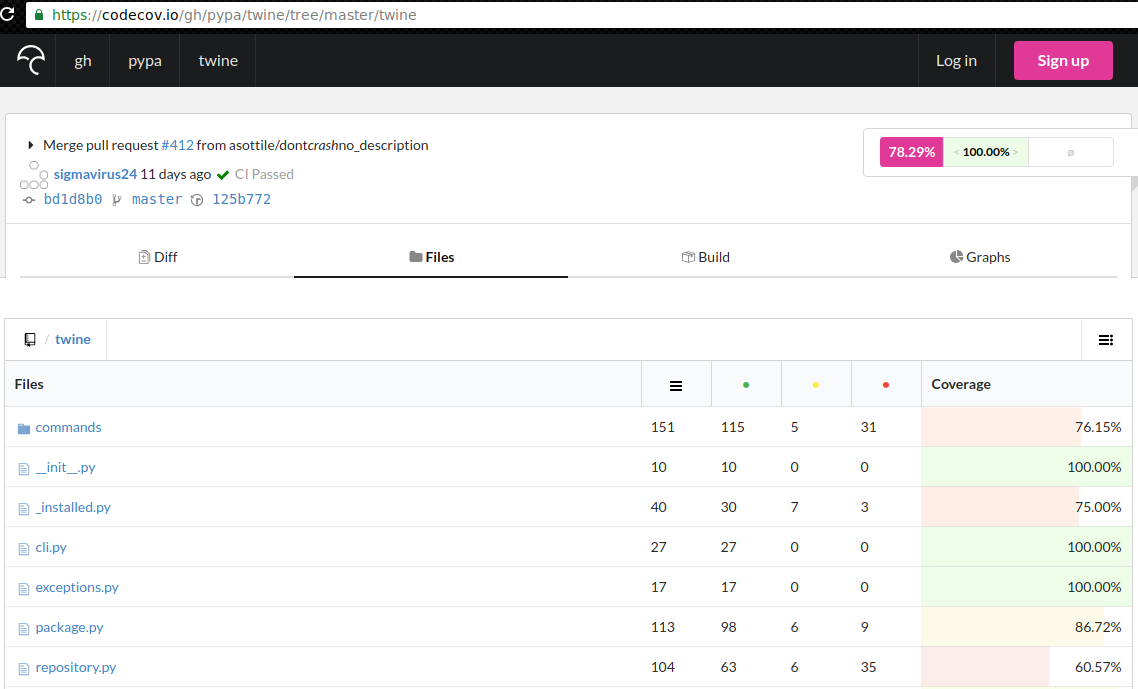 https://codecov.io/gh/pypa/twine/tree/master/twine
gh pypa twine Log in Sign up
Merge pull request #412 from asottile/dontcrashno_description
78.29% < 100.00% > ø
sigmavirus24 11 days ago ✔ CI Passed
bd1d8b0 master 125b772
Diff Files Build Graphs
/ twine
Files Coverage
commands 151 115 5 31 76.15%
__init__.py 10 10 0 0 100.00%
_installed.py 40 30 7 3 75.00%
cli.py 27 27 0 0 100.00%
exceptions.py 17 17 0 0 100.00%
package.py 113 98 6 9 86.72%
repository.py 104 63 6 35 60.57%